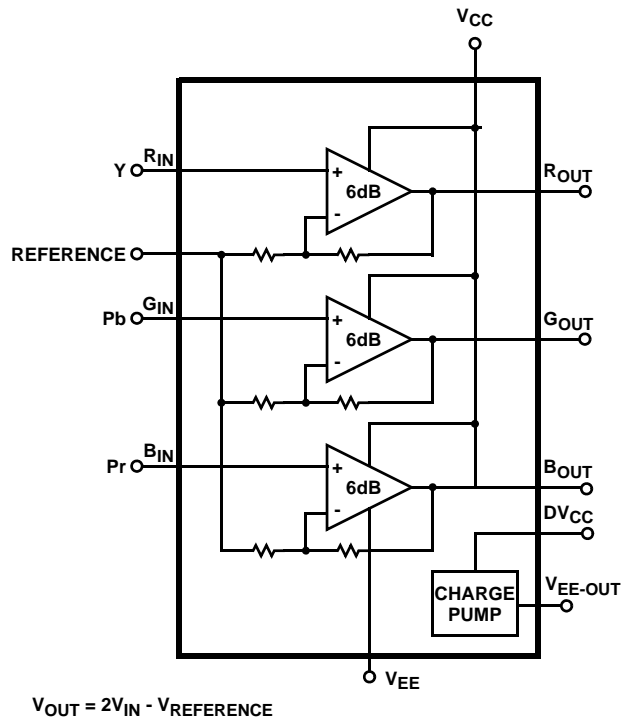 VCC
RIN
Y
+
6dB
-
ROUT
REFERENCE
GIN
Pb
+
6dB
-
GOUT
BIN
Pr
+
6dB
-
BOUT
DVCC
CHARGE
PUMP
VEE-OUT
VEE
VOUT = 2VIN - VREFERENCE